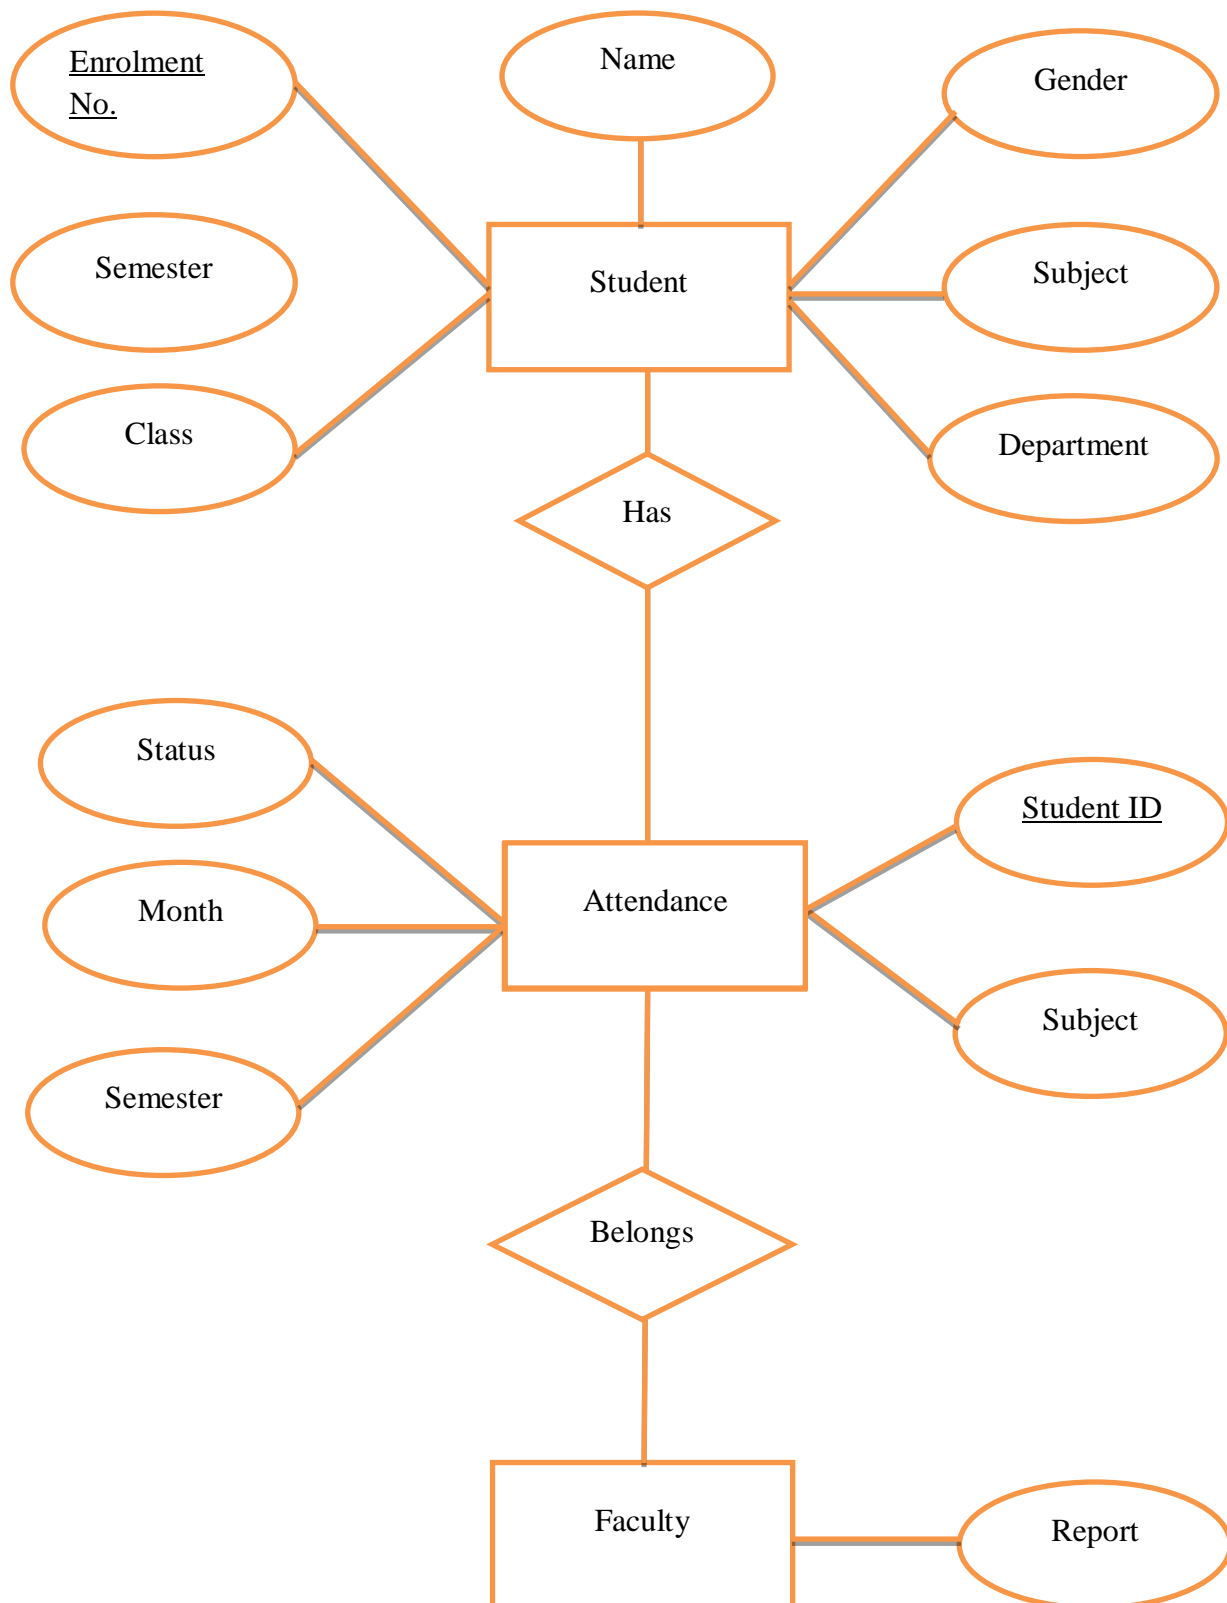 Enrolment
No.
Name
Gender
Semester
Student
Subject
Class
Department
Has
Status
Student ID
Month
Attendance
Subject
Semester
Belongs
Faculty
Report